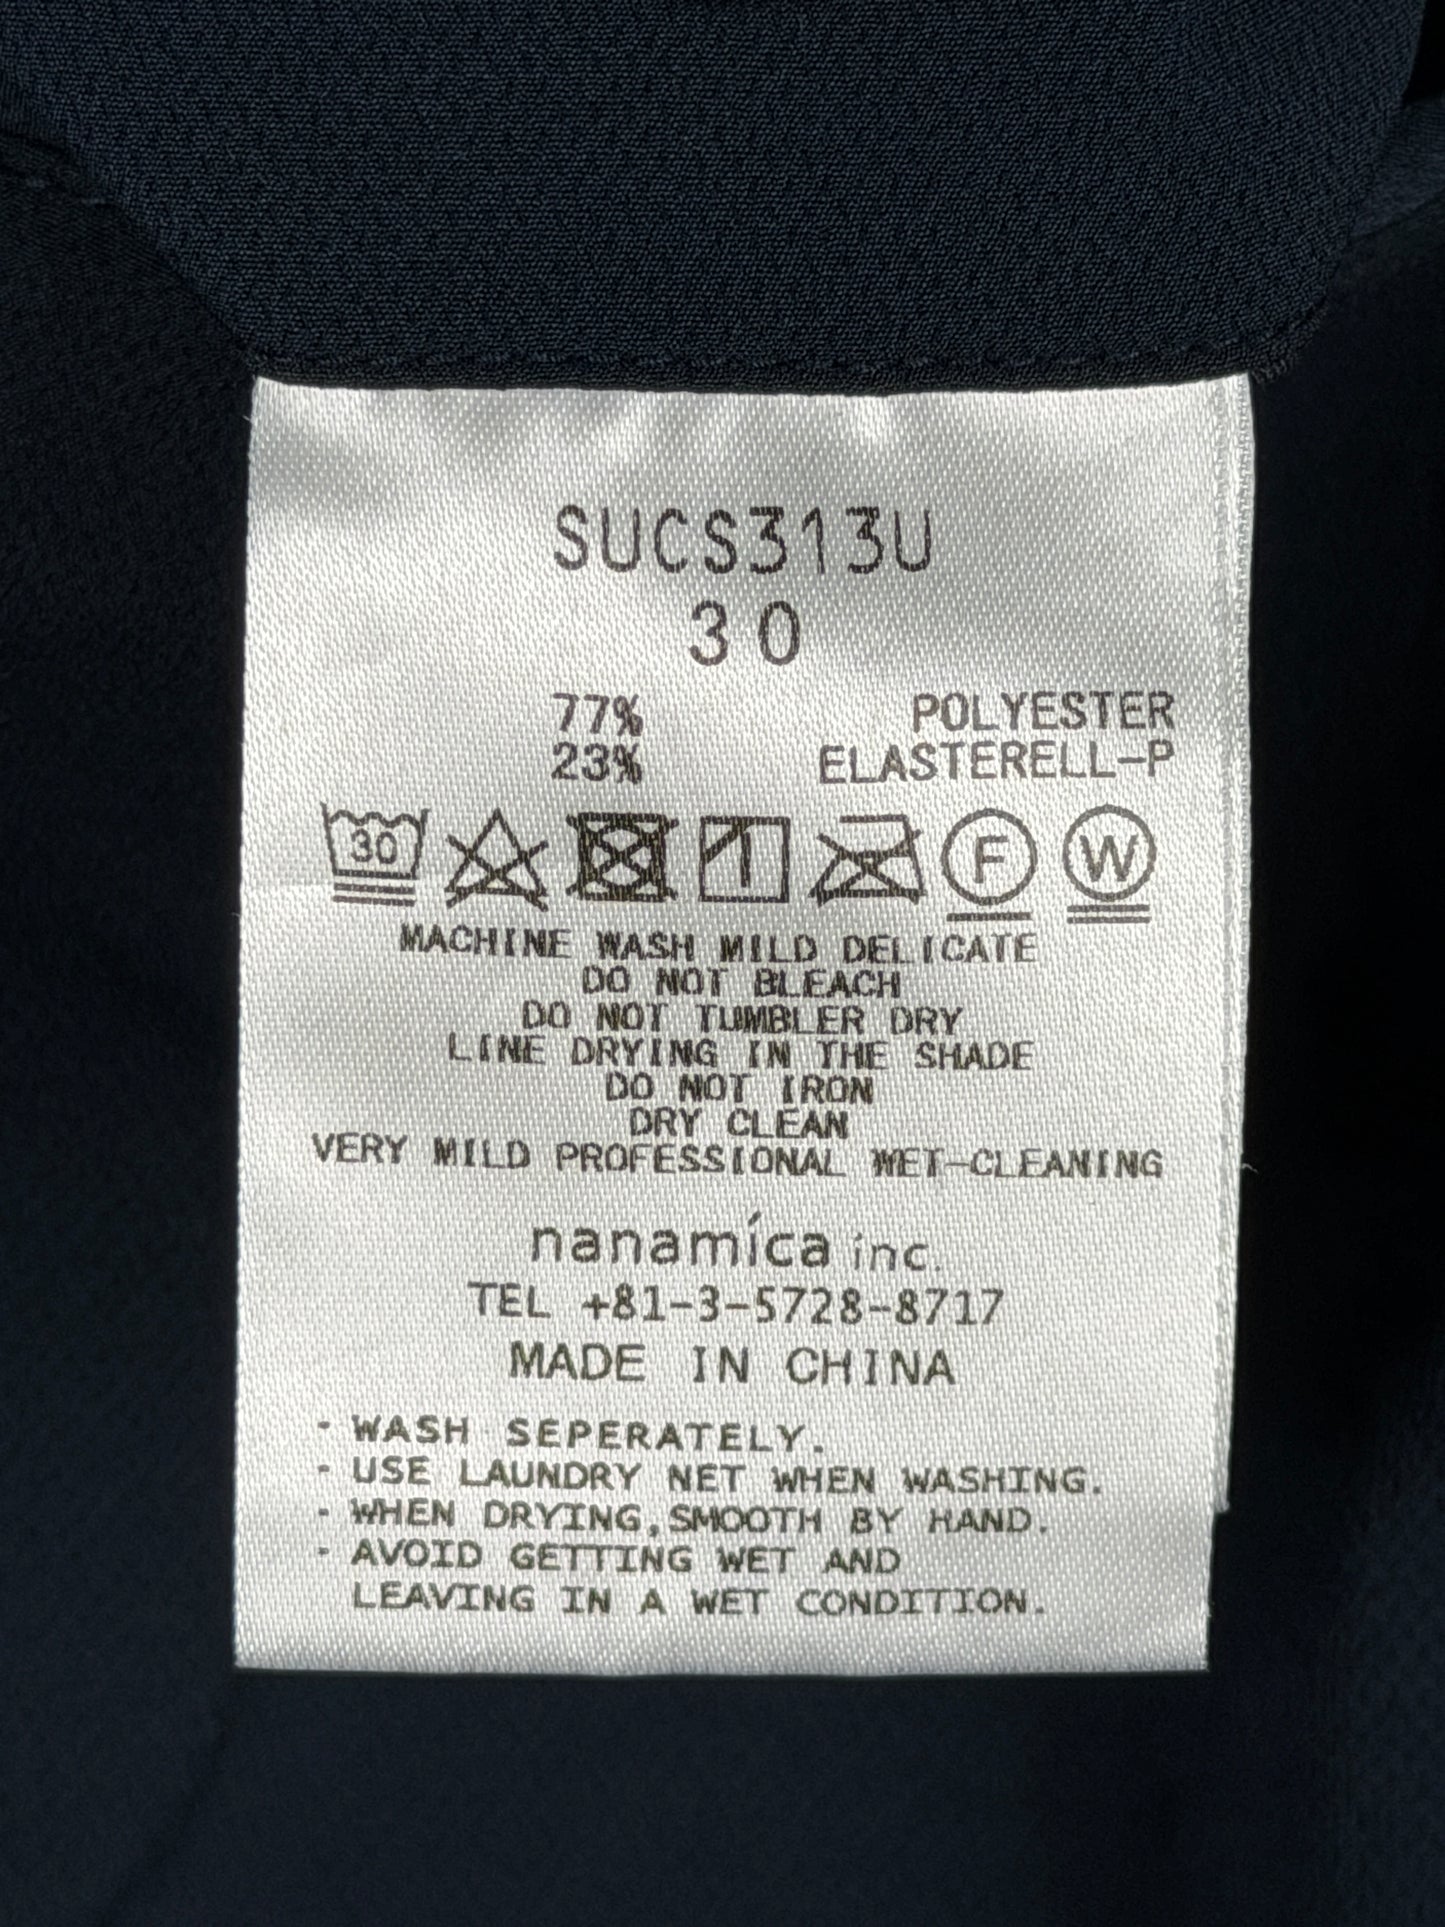 SUCS313U
30
77% POLYESTER
23% ELASTERELL-P
30 F W
MACHINE WASH MILD DELICATE
DO NOT BLEACH
DO NOT TUMBLER DRY
LINE DRYING IN THE SHADE
DO NOT IRON
DRY CLEAN
VERY MILD PROFESSIONAL WET-CLEANING
nanamíca inc.
TEL +81-3-5728-8717
MADE IN CHINA
・WASH SEPERATELY.
・USE LAUNDRY NET WHEN WASHING.
・WHEN DRYING,SMOOTH BY HAND.
・AVOID GETTING WET AND
LEAVING IN A WET CONDITION.